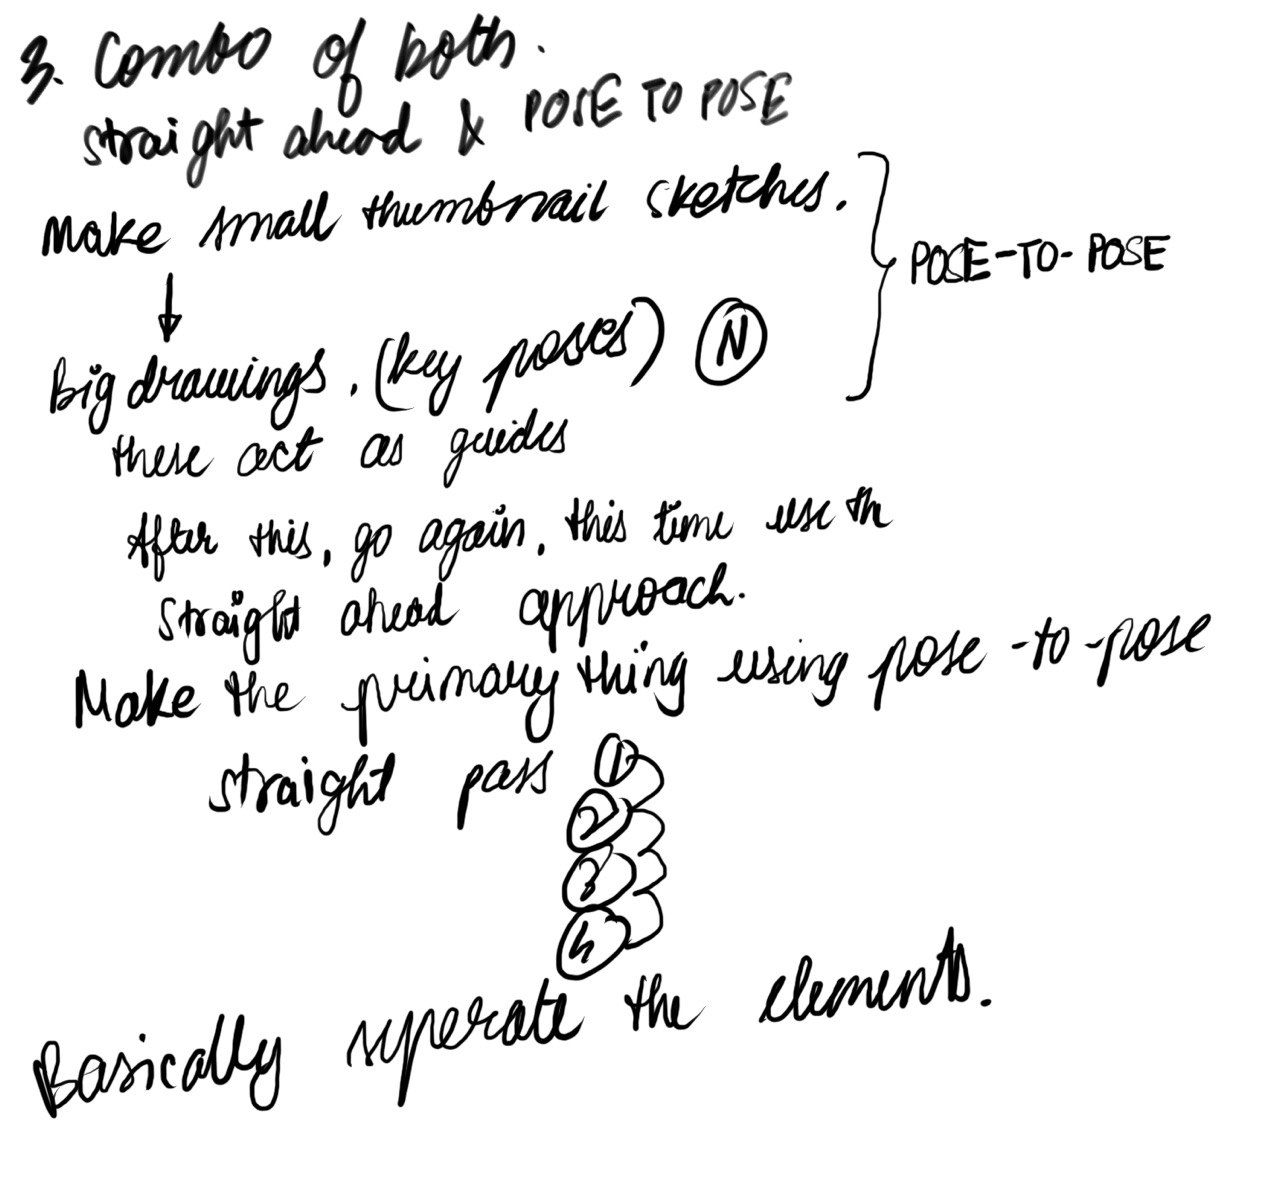 3. Combo of both.
straight ahead & POSE TO POSE
Make small thumbnail sketches.
POSE-TO-POSE
Big drawings. (key poses) N
these act as guides
After this, go again, this time use th
straight ahead approach.
Make the primary thing using pose-to-pose
straight pass 1
2
3
4
Basically seperate the elements.